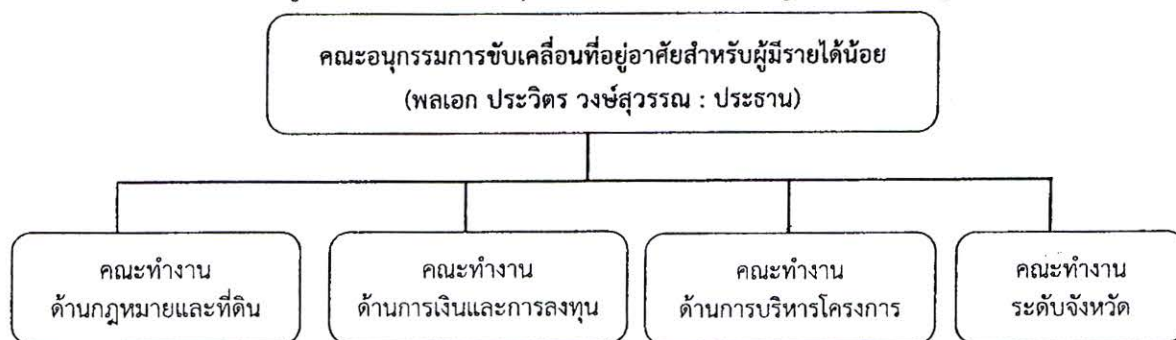 คณะอนุกรรมการขับเคลื่อนที่อยู่อาศัยสำหรับผู้มีรายได้น้อย
(พลเอก ประวิตร วงษ์สุวรรณ : ประธาน)
คณะทำงาน
ด้านกฎหมายและที่ดิน
คณะทำงาน
ด้านการเงินและการลงทุน
คณะทำงาน
ด้านการบริหารโครงการ
คณะทำงาน
ระดับจังหวัด